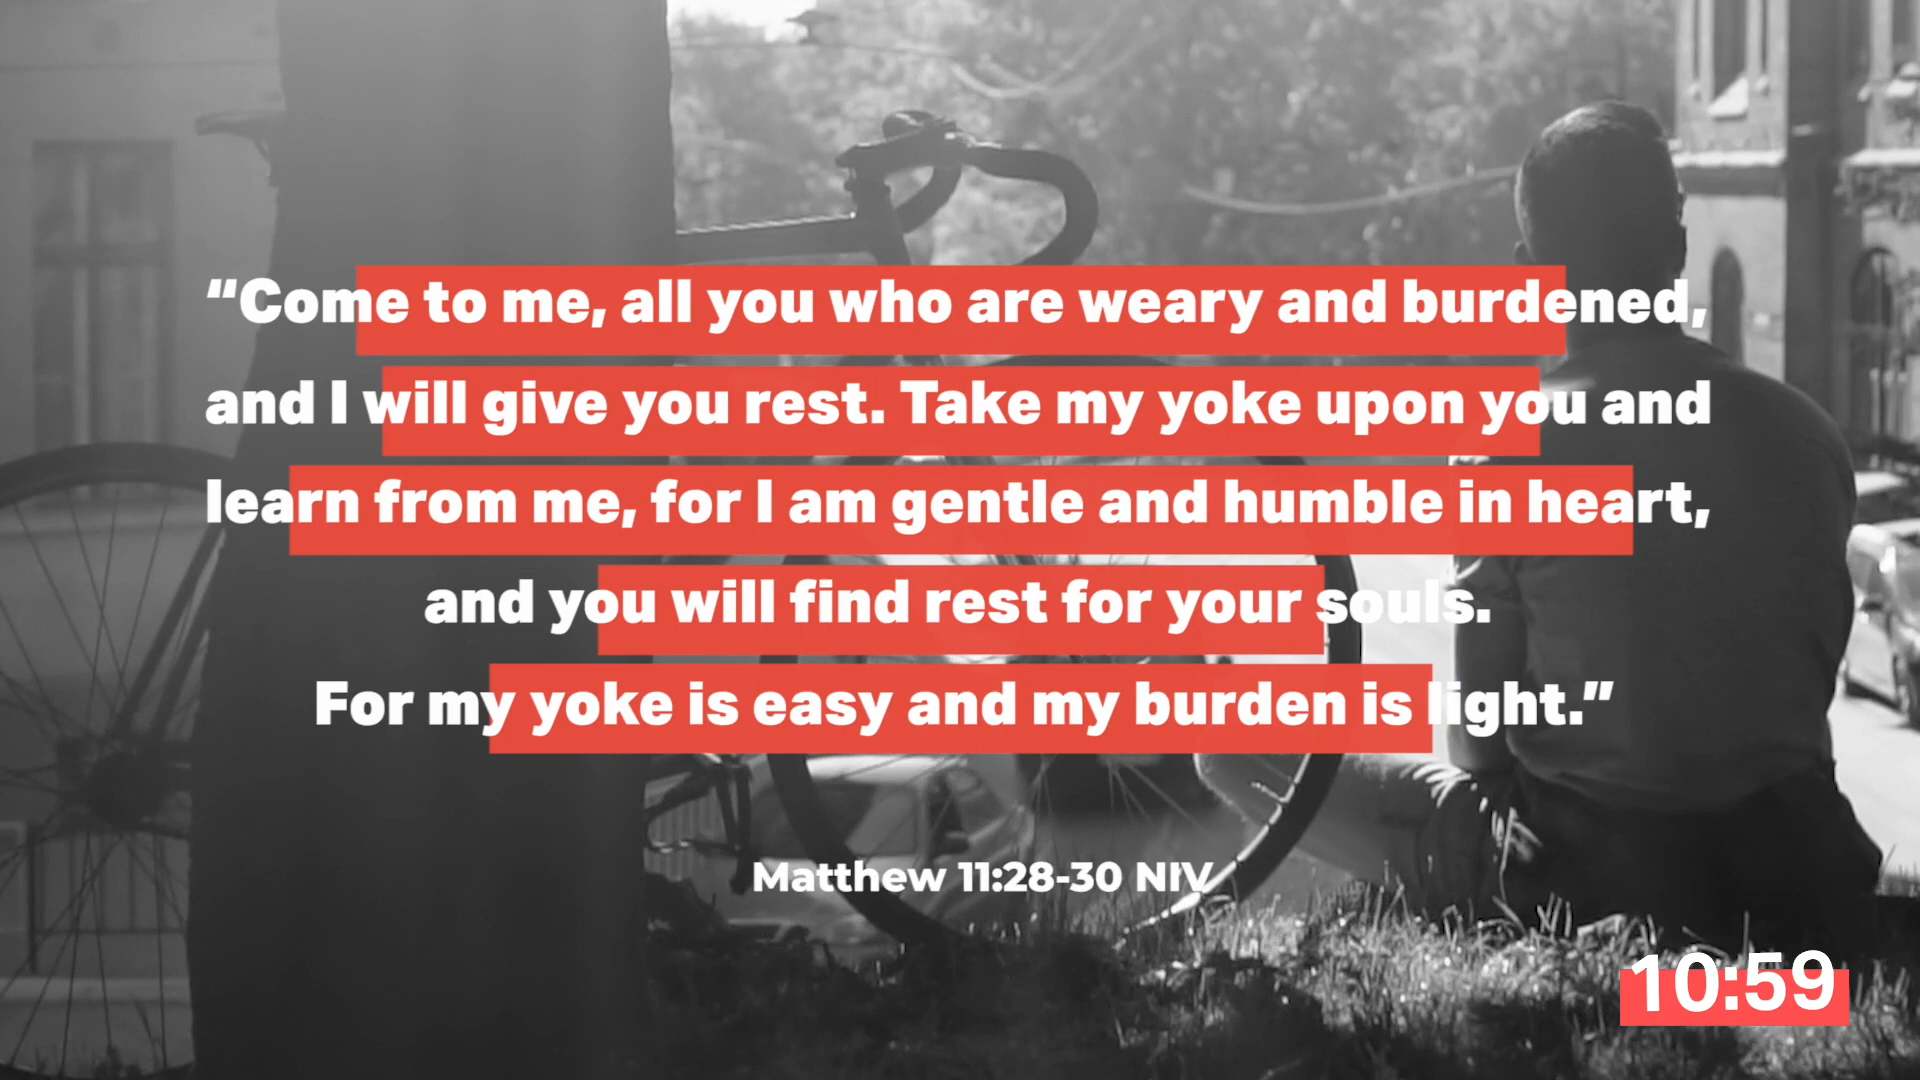 “Come to me, all you who are weary and burdened,
and I will give you rest. Take my yoke upon you and
learn from me, for I am gentle and humble in heart,
and you will find rest for your souls.
For my yoke is easy and my burden is light.”
Matthew 11:28-30 NIV
10:59